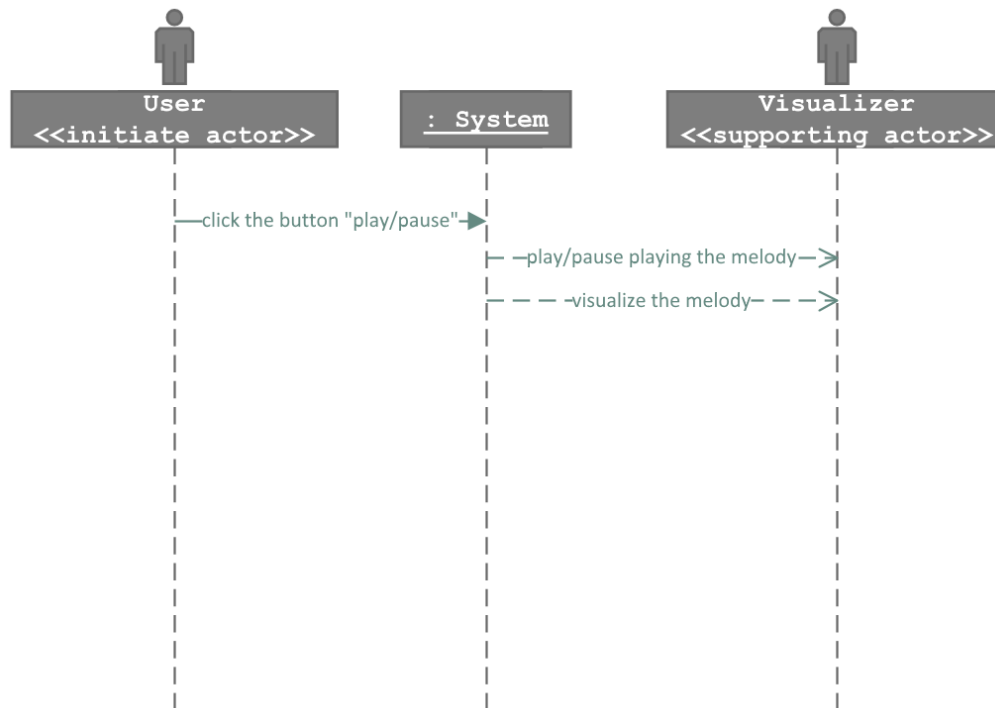 User
<<initiate actor>>
: System
Visualizer
<<supporting actor>>
click the button "play/pause"
play/pause playing the melody
visualize the melody